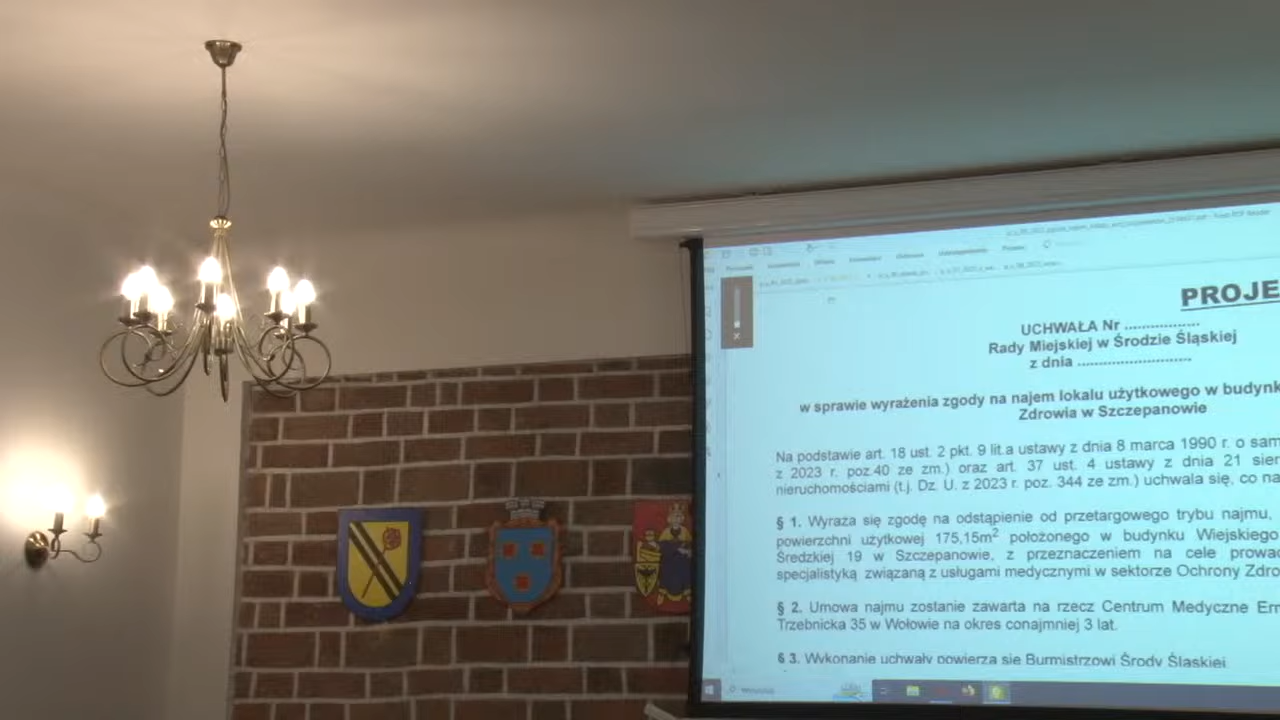 PROJE
UCHWAŁA Nr ..................
Rady Miejskiej w Środzie Śląskiej
z dnia ............................
w sprawie wyrażenia zgody na najem lokalu użytkowego w budynk
Zdrowia w Szczepanowie
Na podstawie art. 18 ust. 2 pkt. 9 lit.a ustawy z dnia 8 marca 1990 r. o sam
z 2023 r. poz.40 ze zm.) oraz art. 37 ust. 4 ustawy z dnia 21 sier
nieruchomościami (t.j. Dz. U. z 2023 r. poz. 344 ze zm.) uchwala się, co na
§ 1. Wyraża się zgodę na odstąpienie od przetargowego trybu najmu,
powierzchni użytkowej 175,15m² położonego w budynku Wiejskiego
Średzkiej 19 w Szczepanowie, z przeznaczeniem na cele prowa
specjalistyką związaną z usługami medycznymi w sektorze Ochrony Zdro
§ 2. Umowa najmu zostanie zawarta na rzecz Centrum Medyczne Erm
Trzebnicka 35 w Wołowie na okres conajmniej 3 lat.
§ 3. Wykonanie uchwały powierza się Burmistrzowi Środy Śląskiej